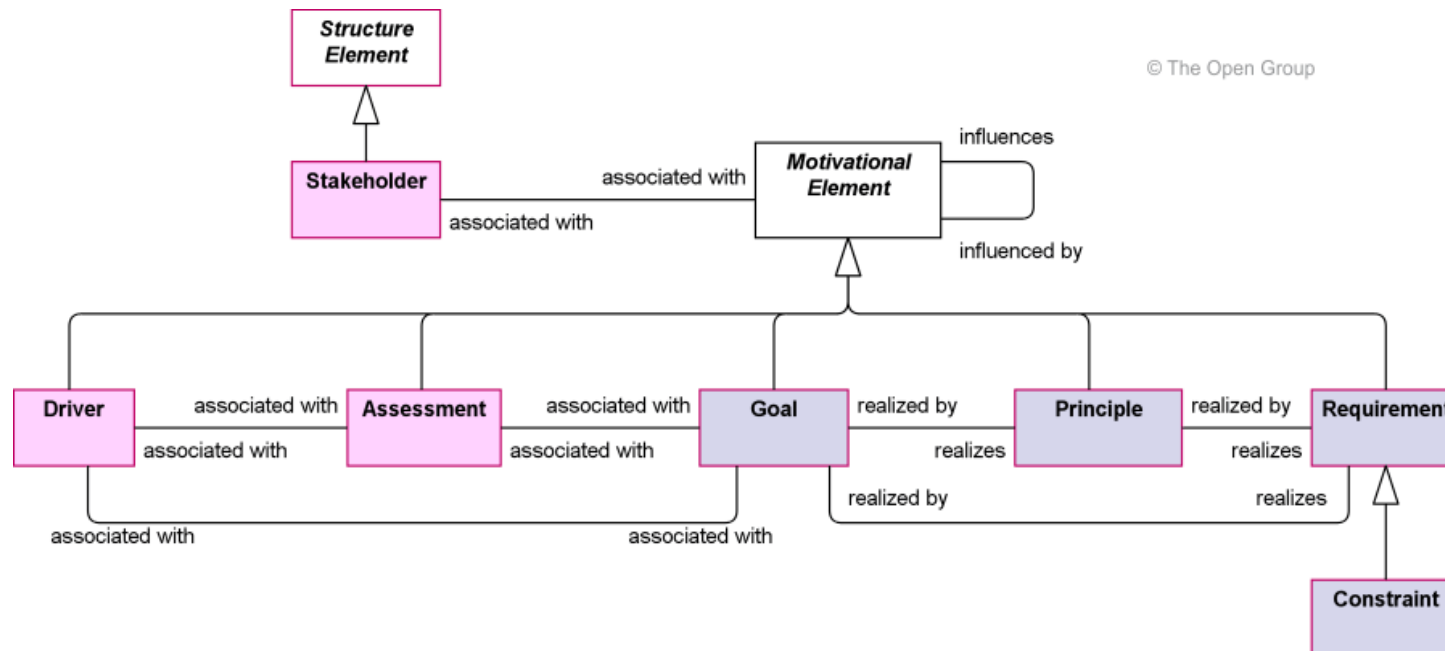 Structure
Element
© The Open Group
influences
Motivational
Element
associated with
Stakeholder
associated with
influenced by
Driver
associated with
Assessment
associated with
Goal
realized by
Principle
realized by
Requirement
associated with
associated with
realizes
realizes
realized by
realizes
associated with
associated with
Constraint